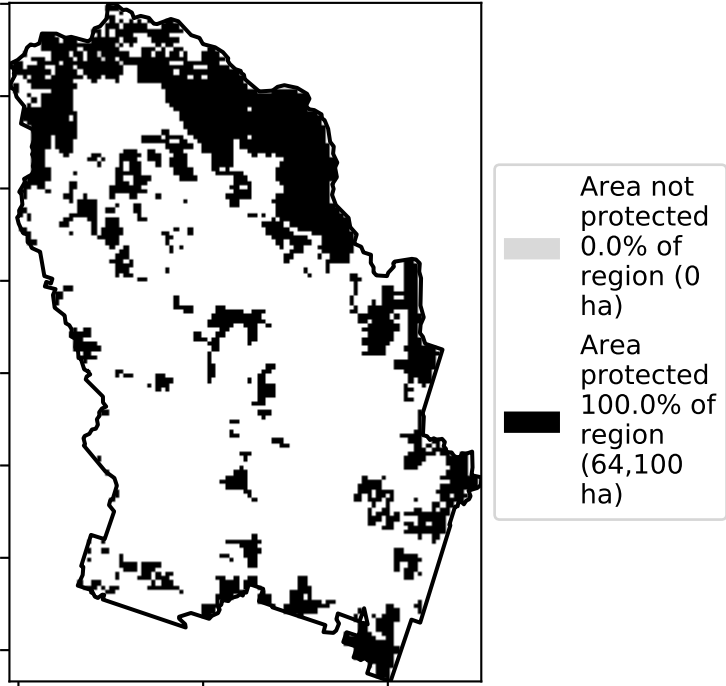 Area not
protected
0.0% of
region (0
ha)
Area
protected
100.0% of
region
(64,100
ha)